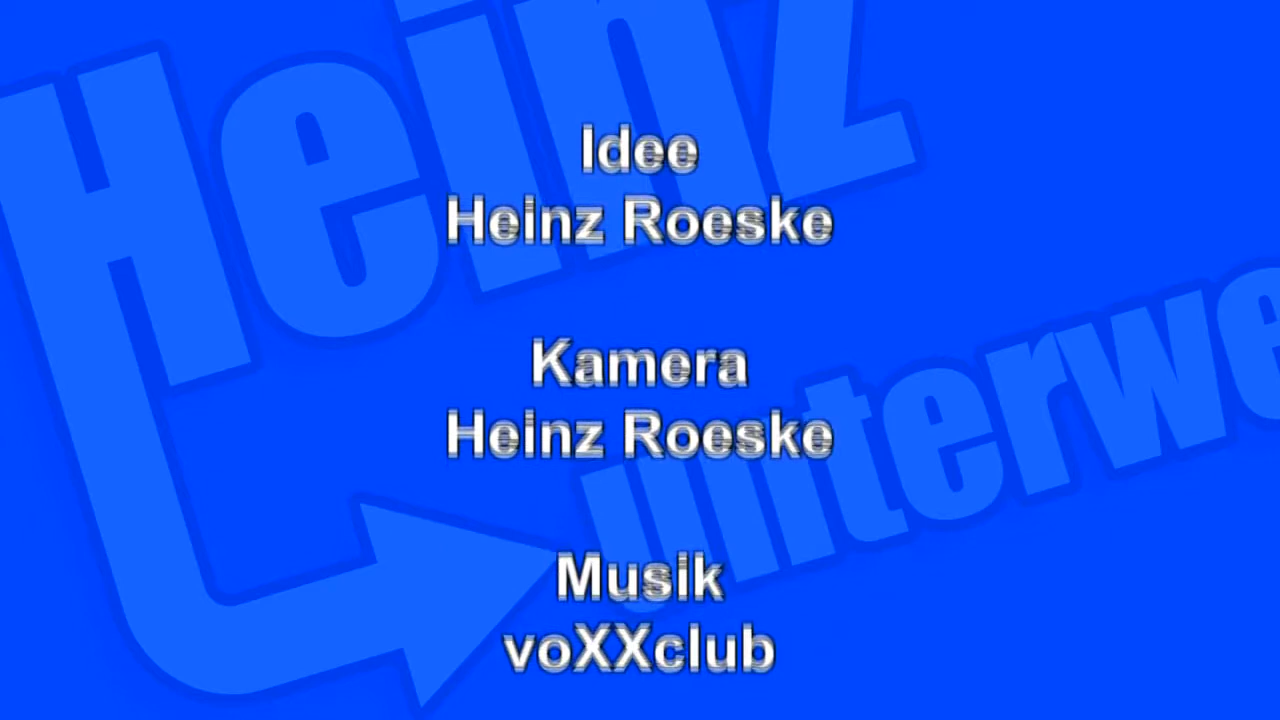 Heinz
unterwe
Idee
Heinz Roeske
Kamera
Heinz Roeske
Musik
voXXclub